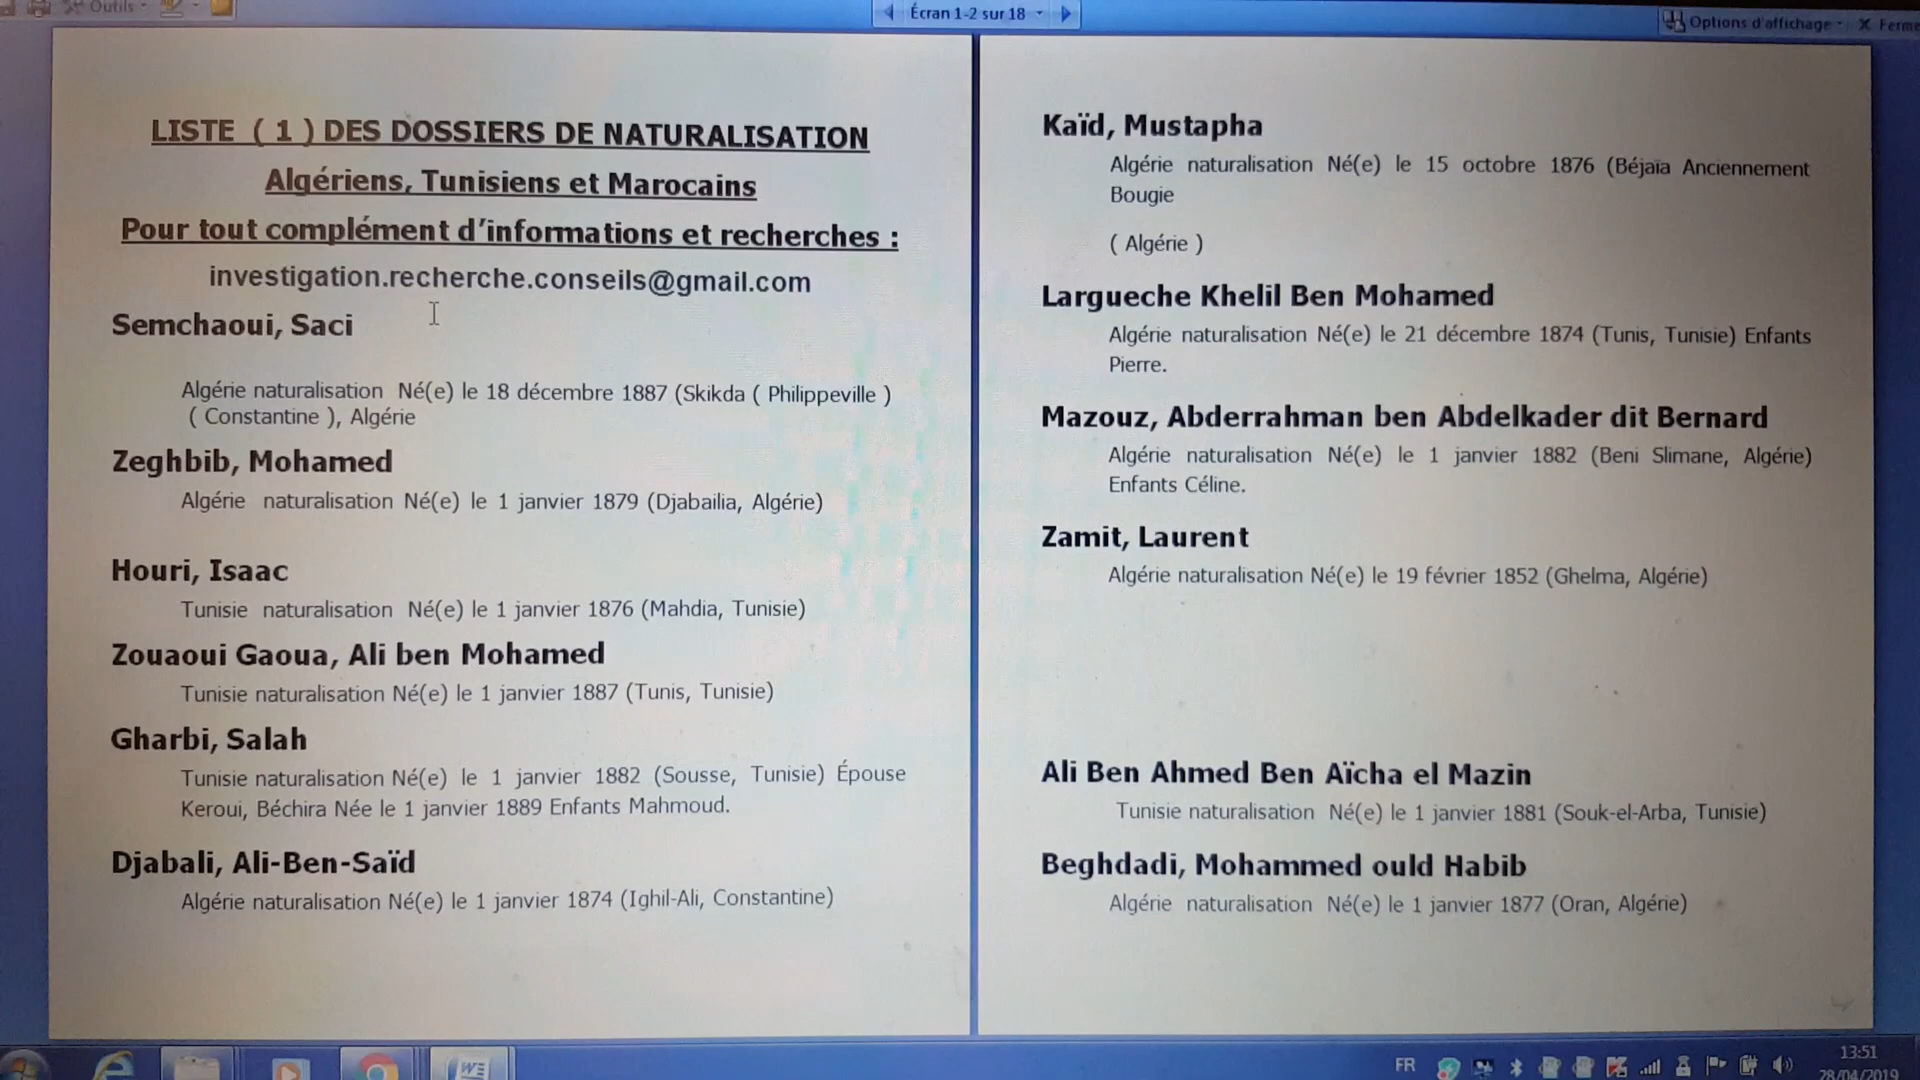 Outils
Écran 1-2 sur 18
Options d'affichage
LISTE ( 1 ) DES DOSSIERS DE NATURALISATION
Algériens, Tunisiens et Marocains
Pour tout complément d'informations et recherches :
investigation.recherche.conseils@gmail.com
Semchaoui, Saci
Algérie naturalisation Né(e) le 18 décembre 1887 (Skikda ( Philippeville )
( Constantine ), Algérie
Zeghbib, Mohamed
Algérie naturalisation Né(e) le 1 janvier 1879 (Djabailia, Algérie)
Houri, Isaac
Tunisie naturalisation Né(e) le 1 janvier 1876 (Mahdia, Tunisie)
Zouaoui Gaoua, Ali ben Mohamed
Tunisie naturalisation Né(e) le 1 janvier 1887 (Tunis, Tunisie)
Gharbi, Salah
Tunisie naturalisation Né(e) le 1 janvier 1882 (Sousse, Tunisie) Épouse
Keroui, Béchira Née le 1 janvier 1889 Enfants Mahmoud.
Djabali, Ali-Ben-Saïd
Algérie naturalisation Né(e) le 1 janvier 1874 (Ighil-Ali, Constantine)
Kaïd, Mustapha
Algérie naturalisation Né(e) le 15 octobre 1876 (Béjaïa Anciennement
Bougie
( Algérie )
Largueche Khelil Ben Mohamed
Algérie naturalisation Né(e) le 21 décembre 1874 (Tunis, Tunisie) Enfants
Pierre.
Mazouz, Abderrahman ben Abdelkader dit Bernard
Algérie naturalisation Né(e) le 1 janvier 1882 (Beni Slimane, Algérie)
Enfants Céline.
Zamit, Laurent
Algérie naturalisation Né(e) le 19 février 1852 (Ghelma, Algérie)
Ali Ben Ahmed Ben Aïcha el Mazin
Tunisie naturalisation Né(e) le 1 janvier 1881 (Souk-el-Arba, Tunisie)
Beghdadi, Mohammed ould Habib
Algérie naturalisation Né(e) le 1 janvier 1877 (Oran, Algérie)
FR
13:51
28/04/2019